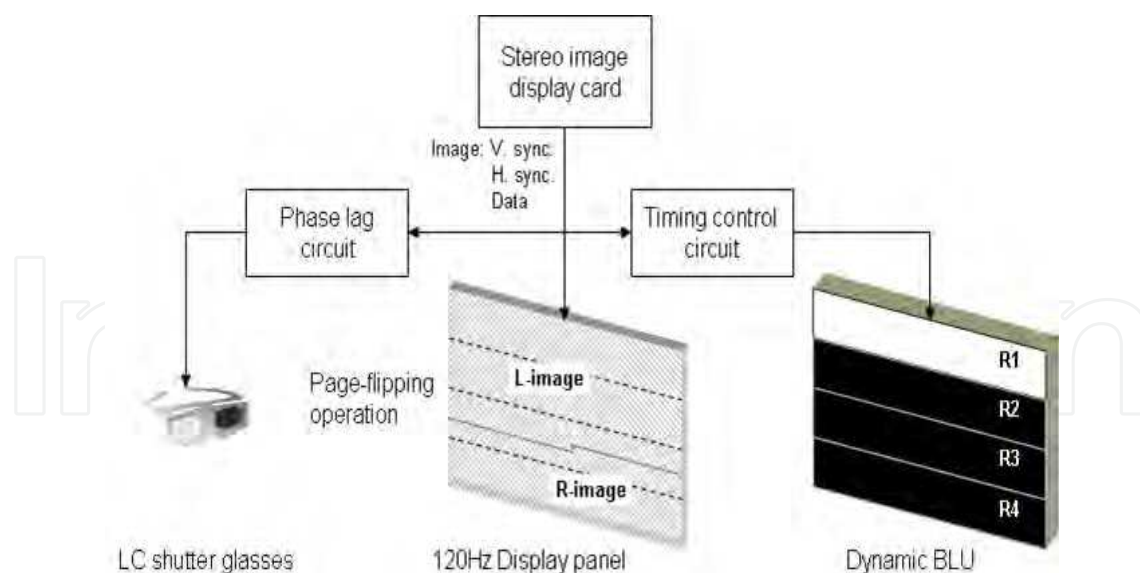 Stereo image
display card
Image: V. sync.
H. sync.
Data
Phase lag
circuit
Timing control
circuit
Page-flipping
operation
L-image
R-image
R1
R2
R3
R4
LC shutter glasses
120Hz Display panel
Dynamic BLU